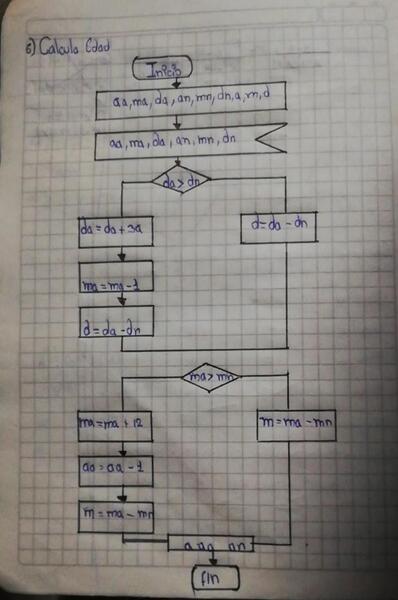 6) Calcula Edad
Inicio
aa, ma, da, an, mn, dn, a, m, d
aa, ma, da, an, mn, dn
da > dn
da = da + 30
d = da - dn
ma = ma - 1
d = da - dn
ma > mn
ma = ma + 12
m = ma - mn
aa = aa - 1
m = ma - mn
fin